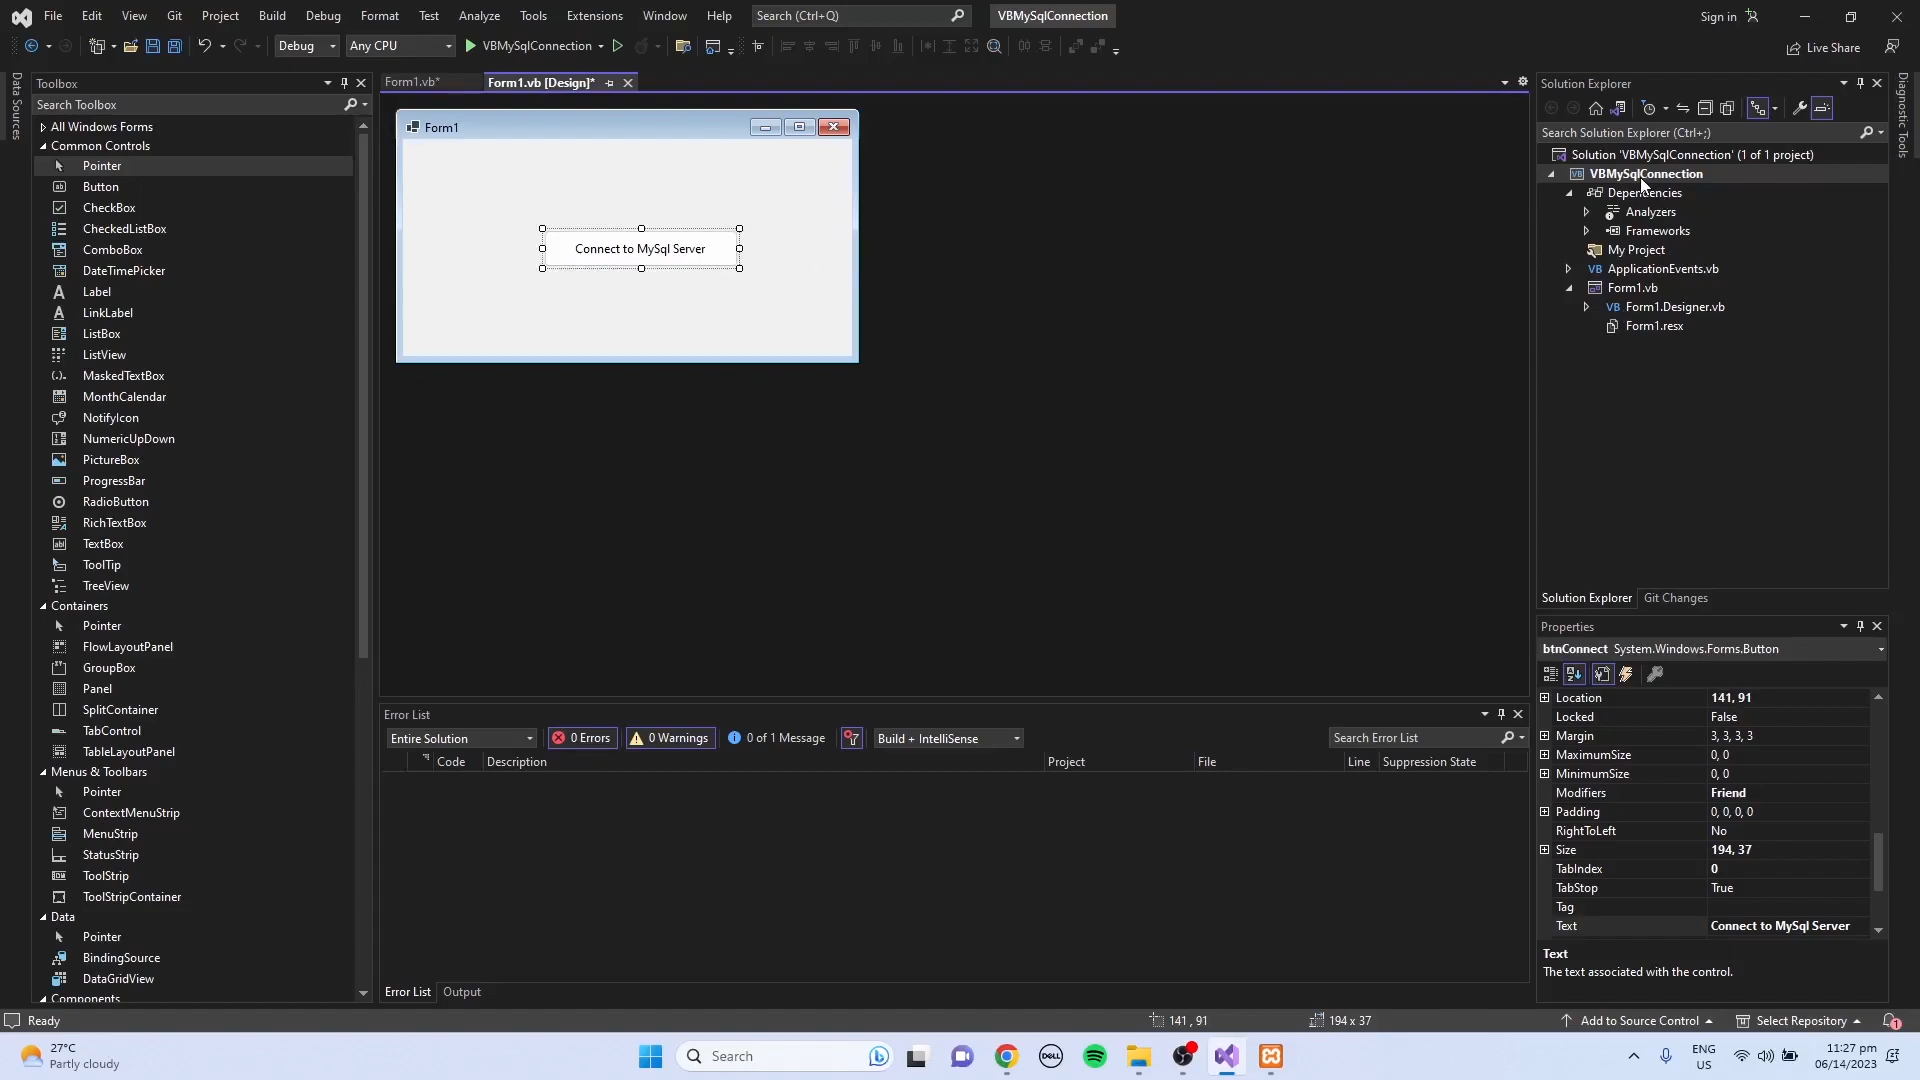 File Edit View Git Project Build Debug Format Test Analyze Tools Extensions Window Help Search (Ctrl+Q) VBMySqlConnection Sign in
Debug Any CPU VBMySqlConnection Live Share
Data Sources
Toolbox
Search Toolbox
All Windows Forms
Common Controls
Pointer
Button
CheckBox
CheckedListBox
ComboBox
DateTimePicker
Label
LinkLabel
ListBox
ListView
MaskedTextBox
MonthCalendar
NotifyIcon
NumericUpDown
PictureBox
ProgressBar
RadioButton
RichTextBox
TextBox
ToolTip
TreeView
Containers
Pointer
FlowLayoutPanel
GroupBox
Panel
SplitContainer
TabControl
TableLayoutPanel
Menus & Toolbars
Pointer
ContextMenuStrip
MenuStrip
StatusStrip
ToolStrip
ToolStripContainer
Data
Pointer
BindingSource
DataGridView
Components
Form1.vb* Form1.vb [Design]*
Form1
Connect to MySql Server
Error List
Entire Solution 0 Errors 0 Warnings 0 of 1 Message Build + IntelliSense Search Error List
Code Description Project File Line Suppression State
Error List Output
Solution Explorer
Search Solution Explorer (Ctrl+;)
Solution 'VBMySqlConnection' (1 of 1 project)
VBMySqlConnection
Dependencies
Analyzers
Frameworks
My Project
ApplicationEvents.vb
Form1.vb
Form1.Designer.vb
Form1.resx
Solution Explorer Git Changes
Properties
btnConnect System.Windows.Forms.Button
Location 141, 91
Locked False
Margin 3, 3, 3, 3
MaximumSize 0, 0
MinimumSize 0, 0
Modifiers Friend
Padding 0, 0, 0, 0
RightToLeft No
Size 194, 37
TabIndex 0
TabStop True
Tag
Text Connect to MySql Server
Text
The text associated with the control.
Diagnostic Tools
Ready 141 , 91 194 x 37 Add to Source Control Select Repository 1
27°C
Partly cloudy
Search
DELL
ENG
US
11:27 pm
06/14/2023